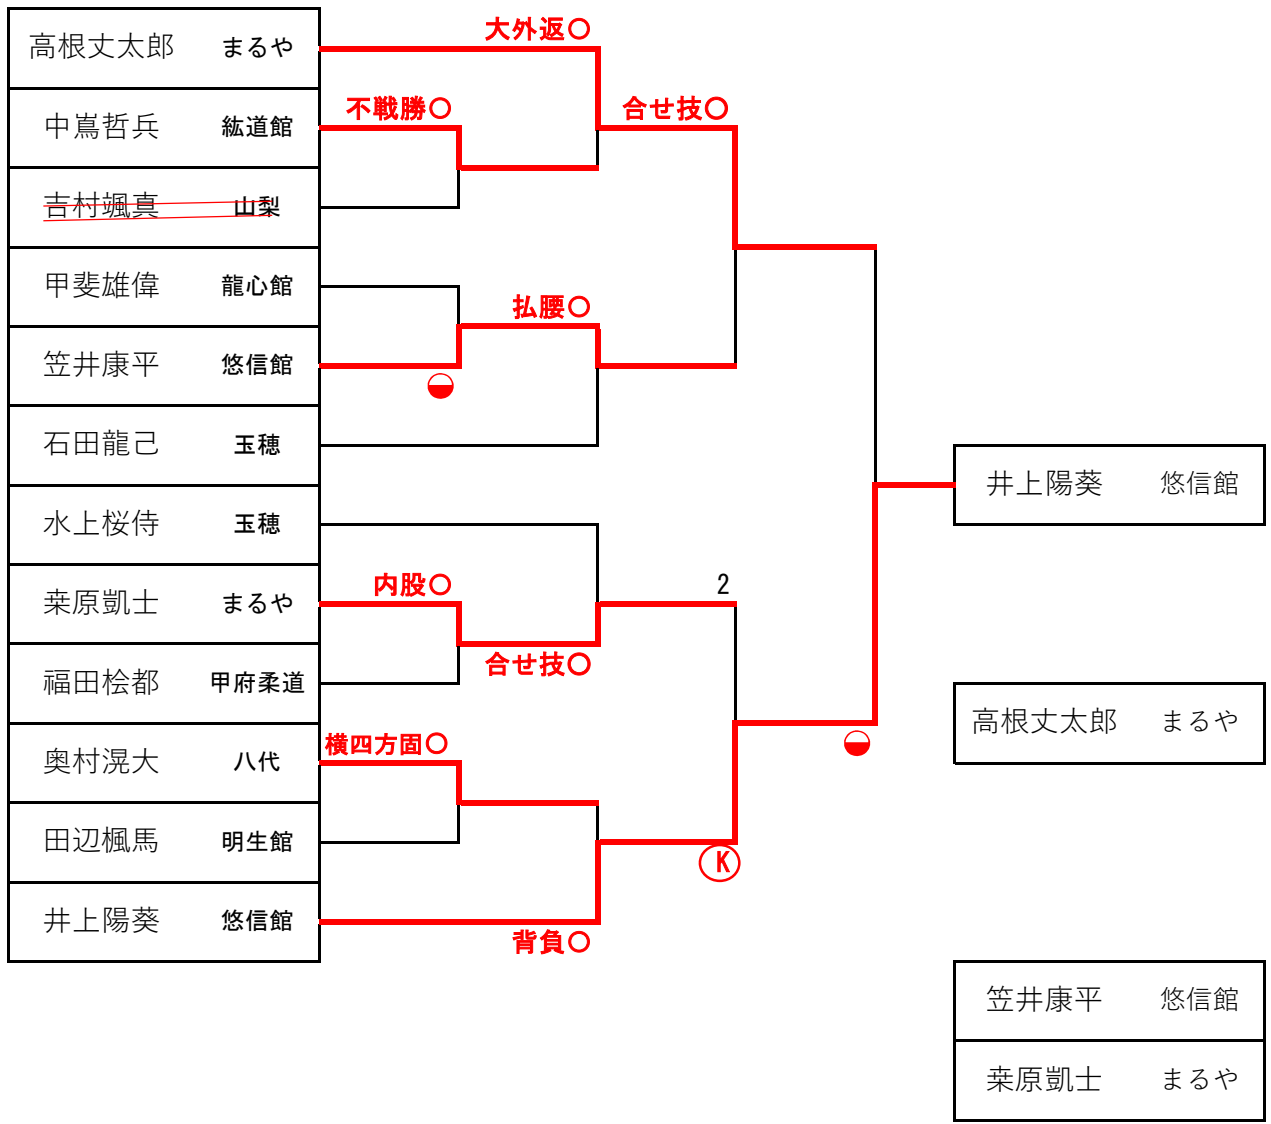 大外返○
高根丈太郎 まるや
不戦勝○ 合せ技○
中嶌哲兵 紘道館
吉村颯真 山梨
甲斐雄偉 龍心館
払腰○
笠井康平 悠信館
石田龍己 玉穂
井上陽葵 悠信館
水上桜侍 玉穂
内股○ 2
桒原凱士 まるや
合せ技○
福田桧都 甲府柔道
高根丈太郎 まるや
横四方固○
奥村滉大 八代
田辺楓馬 明生館
K
井上陽葵 悠信館
背負○
笠井康平 悠信館
桒原凱士 まるや